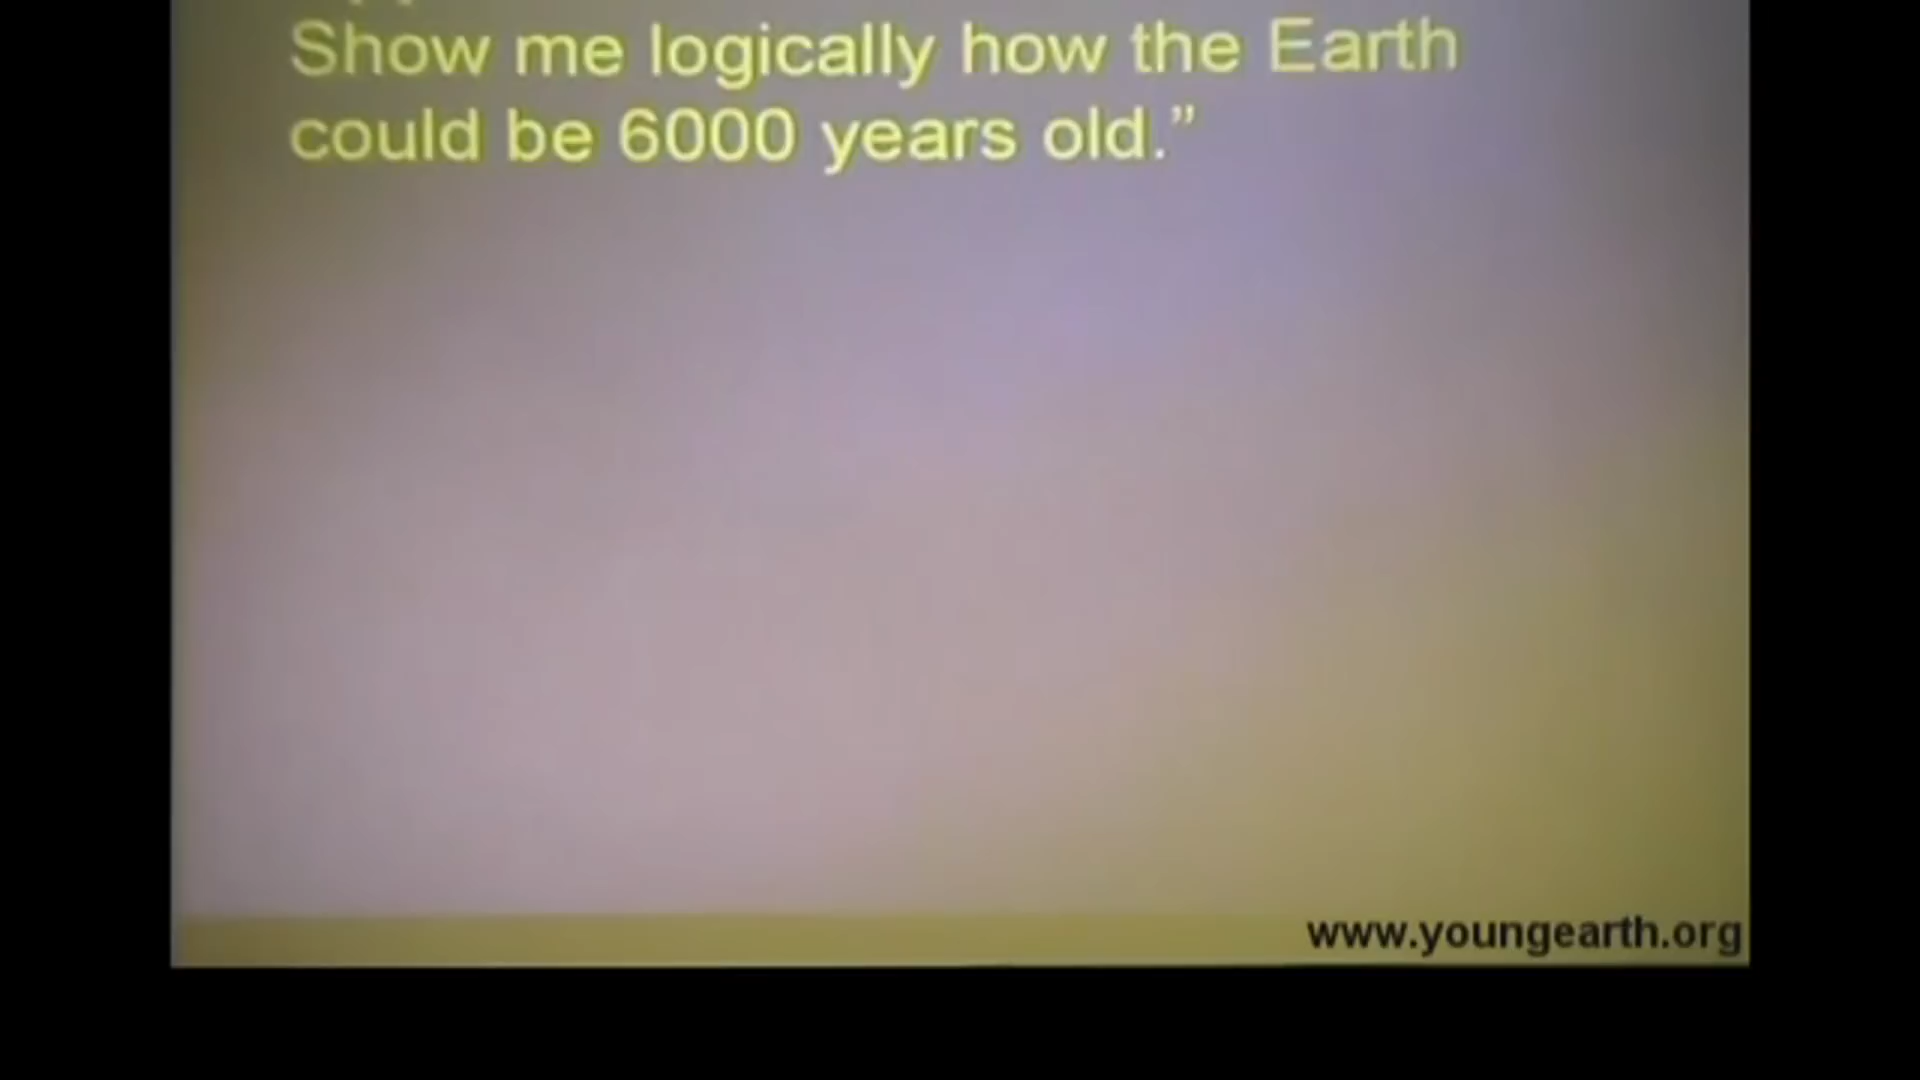 Show me logically how the Earth
could be 6000 years old.”
www.youngearth.org